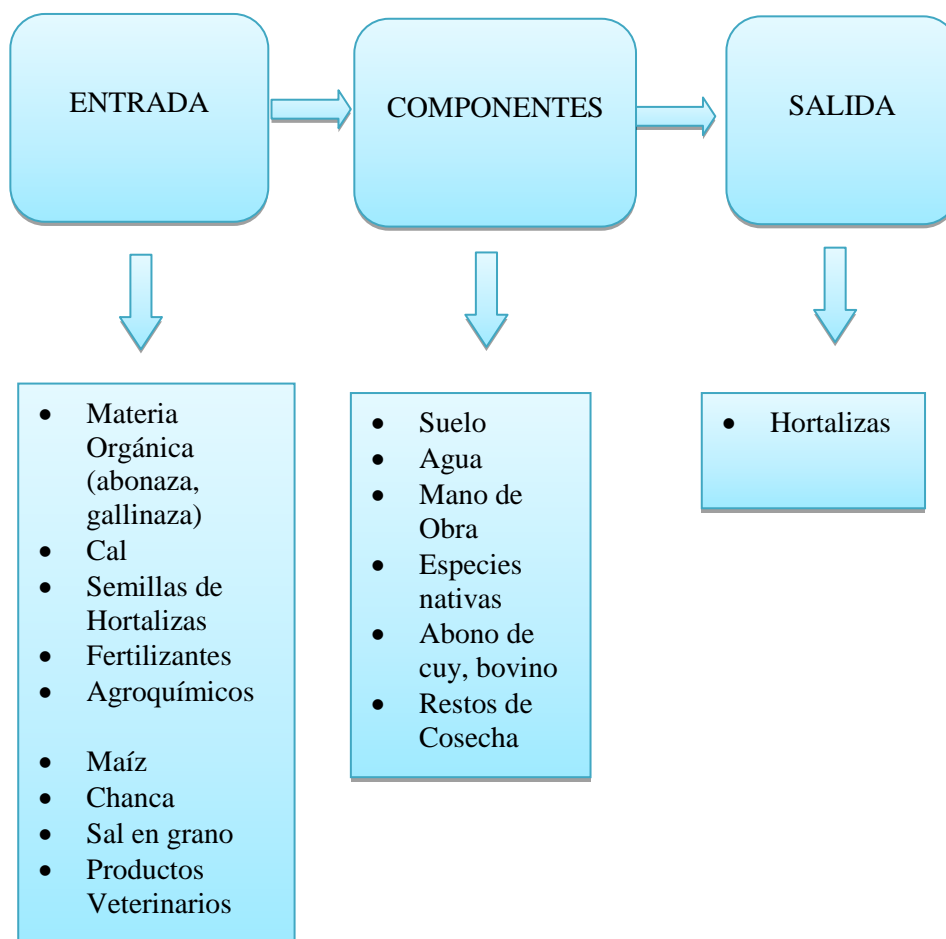 ENTRADA
COMPONENTES
SALIDA
• Materia
Orgánica
(abonaza,
gallinaza)
• Cal
• Semillas de
Hortalizas
• Fertilizantes
• Agroquímicos
• Maíz
• Chanca
• Sal en grano
• Productos
Veterinarios
• Suelo
• Agua
• Mano de
Obra
• Especies
nativas
• Abono de
cuy, bovino
• Restos de
Cosecha
• Hortalizas